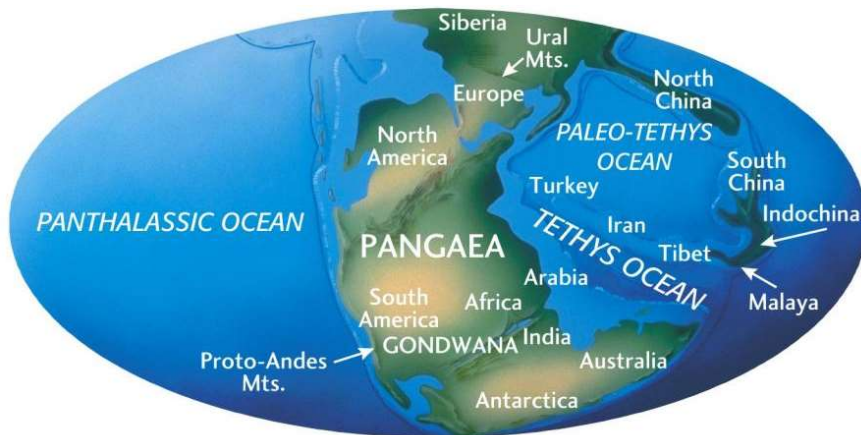 Siberia
Ural
Mts.
North
China
Europe
North
America
PALEO-TETHYS
OCEAN
South
China
Turkey
Indochina
PANTHALASSIC OCEAN
Iran
TETHYS OCEAN
Tibet
PANGAEA
Arabia
Malaya
South
America
Africa
India
GONDWANA
Australia
Proto-Andes
Mts.
Antarctica